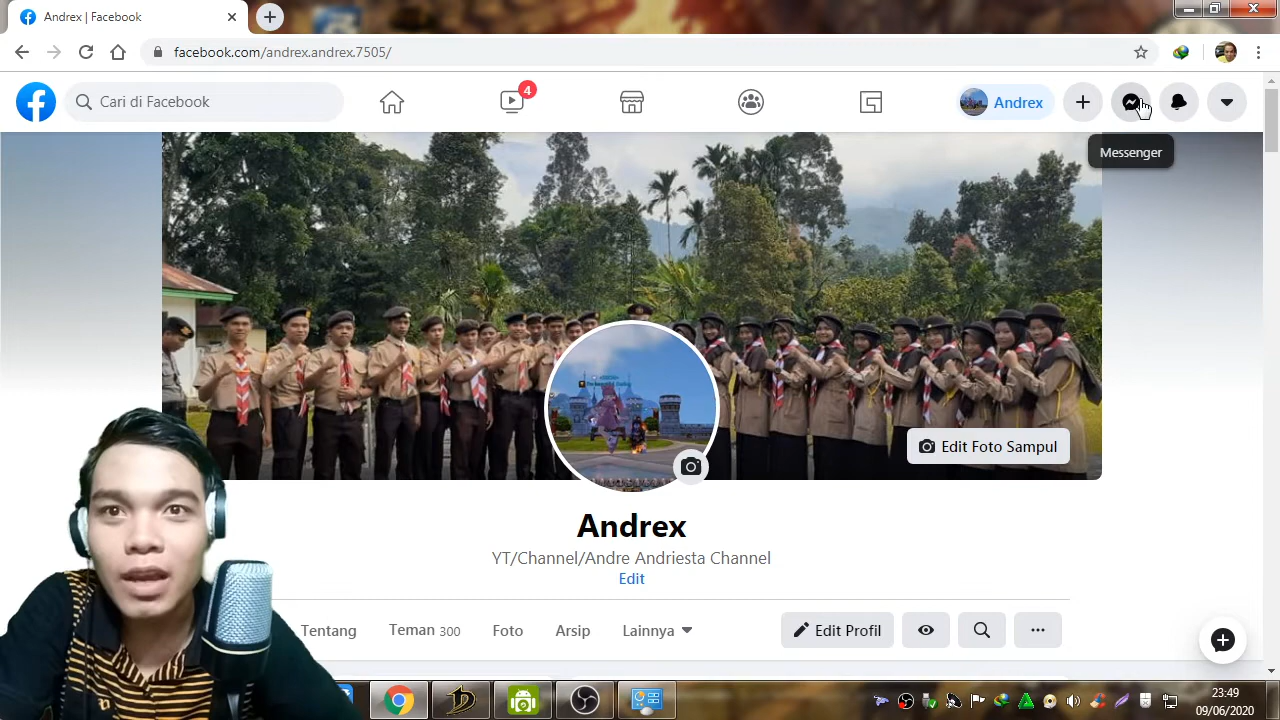 Andrex | Facebook
facebook.com/andrex.andrex.7505/
Cari di Facebook
4
Andrex
Messenger
Edit Foto Sampul
Andrex
YT/Channel/Andre Andriesta Channel
Edit
Tentang
Teman 300
Foto
Arsip
Lainnya
Edit Profil
23:49
09/06/2020